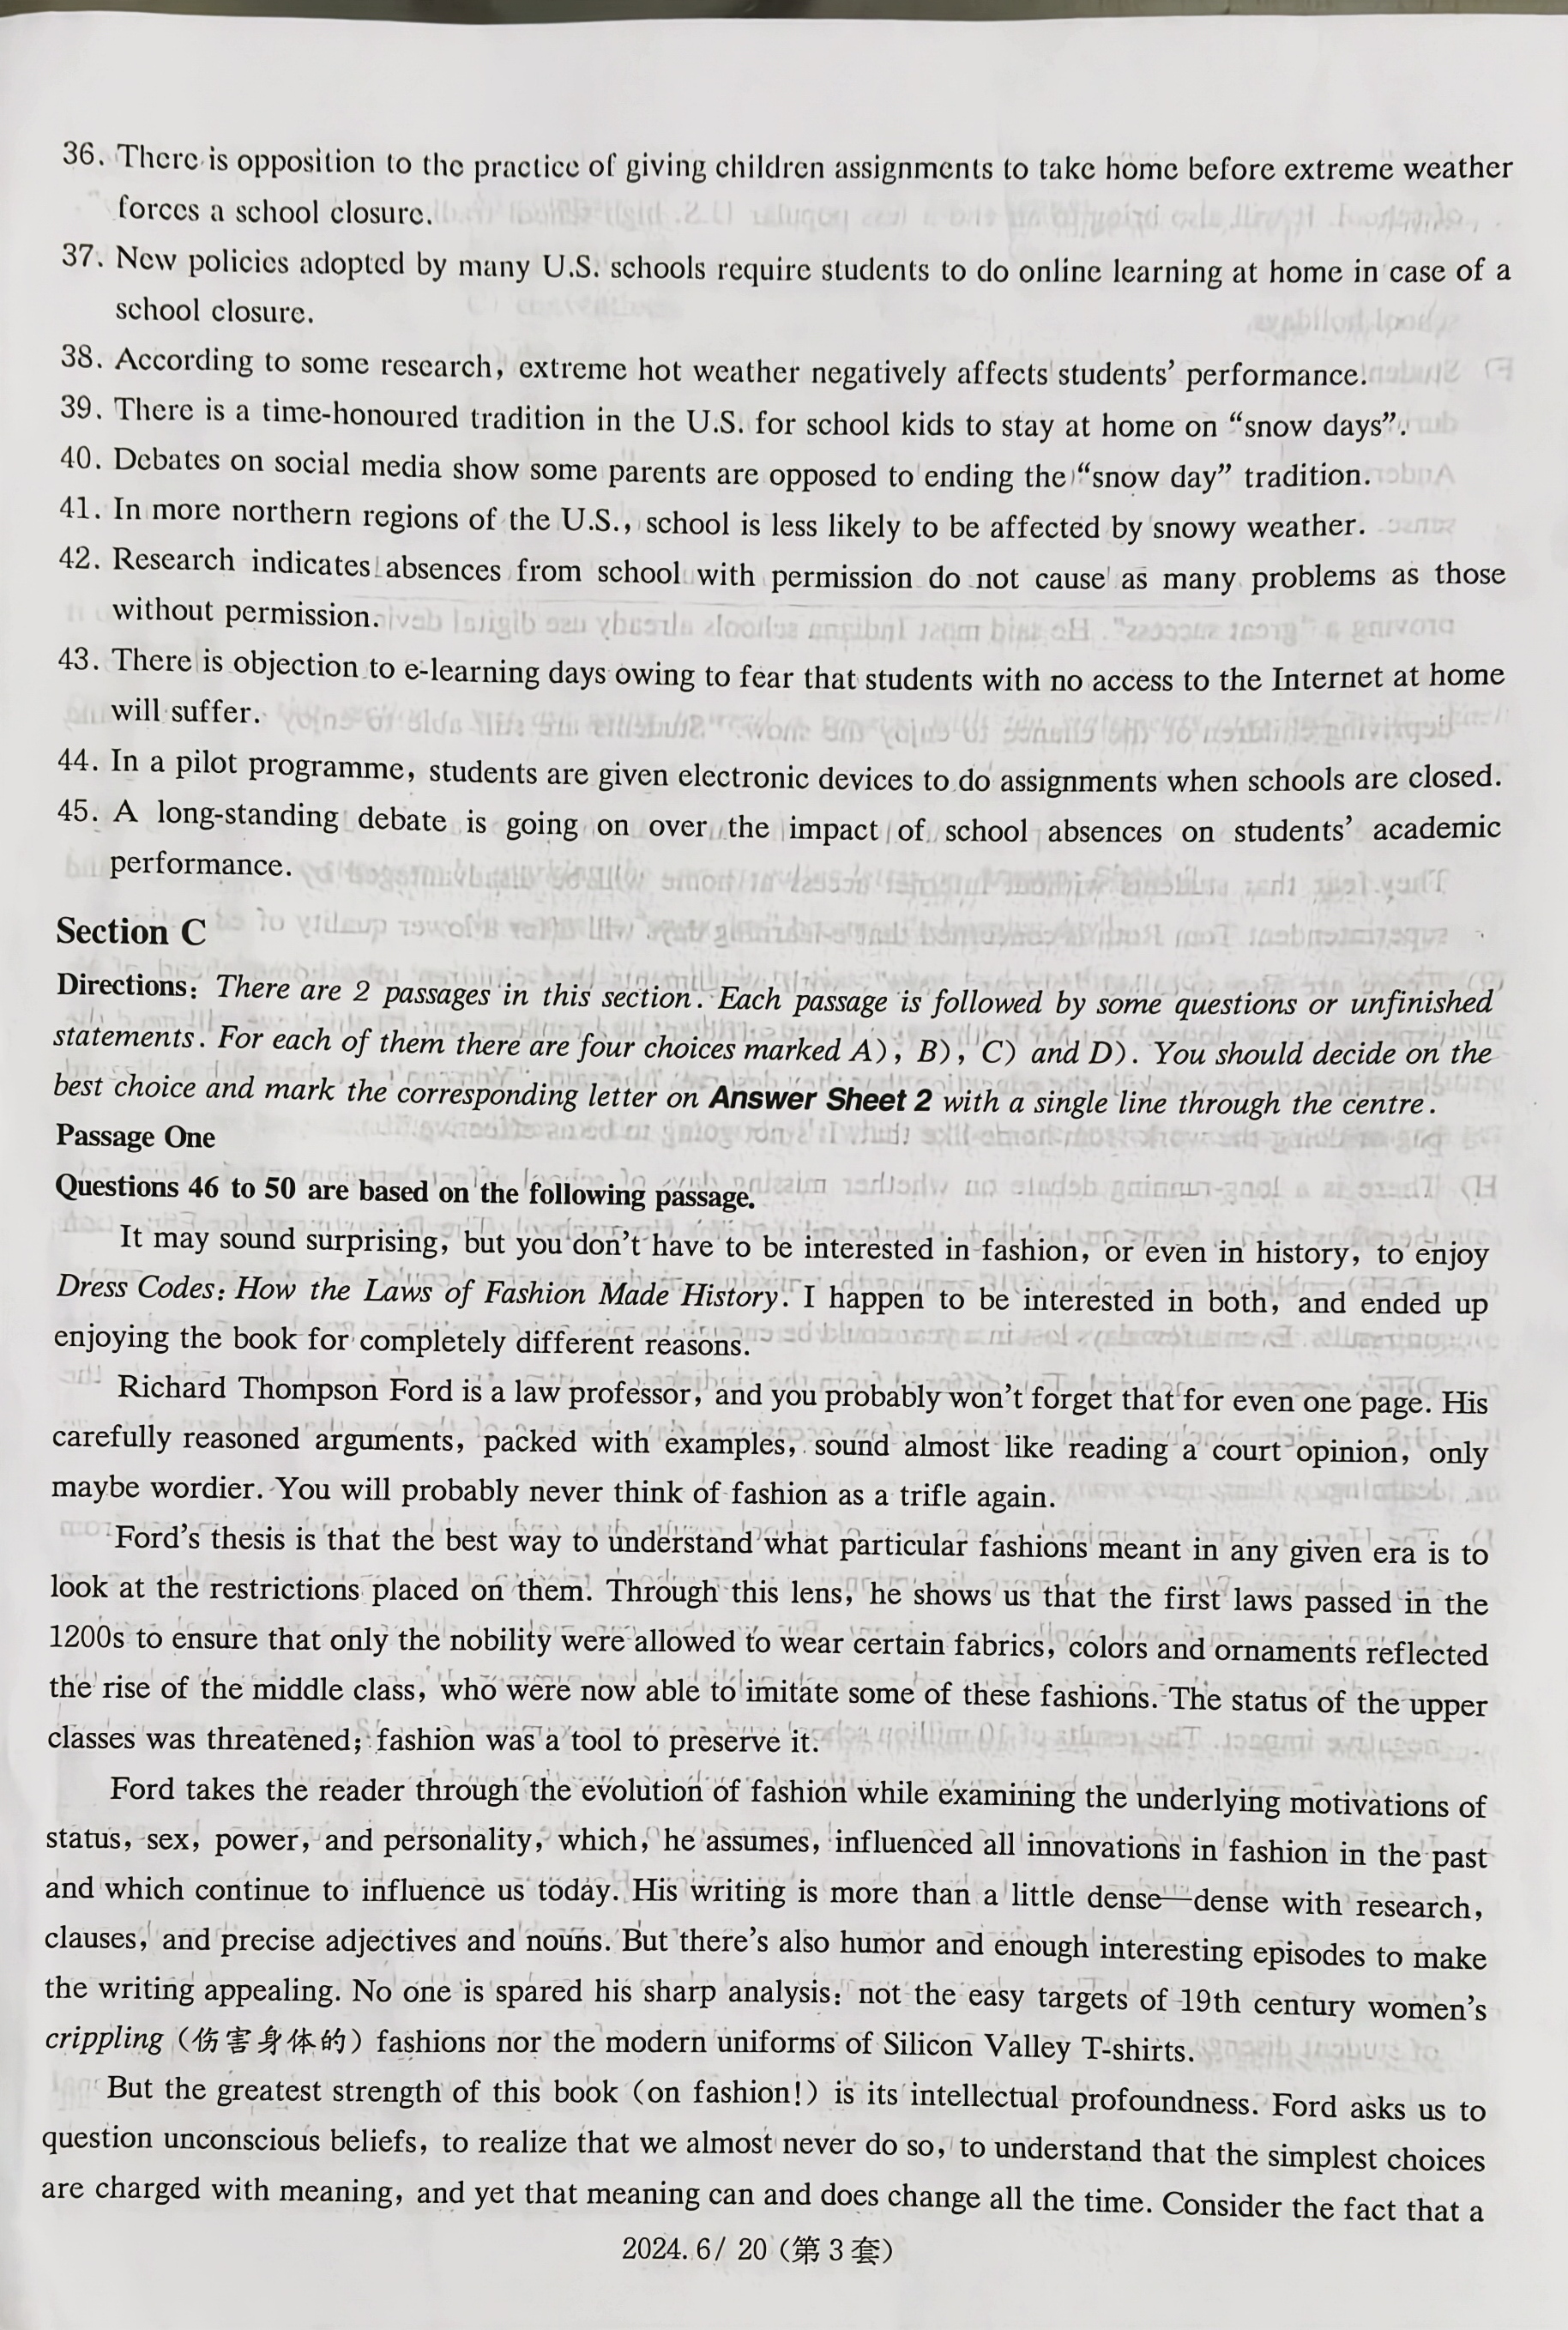 36. There is opposition to the practice of giving children assignments to take home before extreme weather
forces a school closure.
37. New policies adopted by many U.S. schools require students to do online learning at home in case of a
school closure.
38. According to some research, extreme hot weather negatively affects students' performance.
39. There is a time-honoured tradition in the U.S. for school kids to stay at home on “snow days”.
40. Debates on social media show some parents are opposed to ending the “snow day” tradition.
41. In more northern regions of the U.S., school is less likely to be affected by snowy weather.
42. Research indicates absences from school with permission do not cause as many problems as those
without permission.
43. There is objection to e-learning days owing to fear that students with no access to the Internet at home
will suffer.
44. In a pilot programme, students are given electronic devices to do assignments when schools are closed.
45. A long-standing debate is going on over the impact of school absences on students' academic
performance.
Section C
Directions: There are 2 passages in this section. Each passage is followed by some questions or unfinished
statements. For each of them there are four choices marked A), B), C) and D). You should decide on the
best choice and mark the corresponding letter on Answer Sheet 2 with a single line through the centre.
Passage One
Questions 46 to 50 are based on the following passage.
It may sound surprising, but you don't have to be interested in fashion, or even in history, to enjoy
Dress Codes: How the Laws of Fashion Made History. I happen to be interested in both, and ended up
enjoying the book for completely different reasons.
Richard Thompson Ford is a law professor, and you probably won't forget that for even one page. His
carefully reasoned arguments, packed with examples, sound almost like reading a court opinion, only
maybe wordier. You will probably never think of fashion as a trifle again.
Ford's thesis is that the best way to understand what particular fashions meant in any given era is to
look at the restrictions placed on them. Through this lens, he shows us that the first laws passed in the
1200s to ensure that only the nobility were allowed to wear certain fabrics, colors and ornaments reflected
the rise of the middle class, who were now able to imitate some of these fashions. The status of the upper
classes was threatened; fashion was a tool to preserve it.
Ford takes the reader through the evolution of fashion while examining the underlying motivations of
status, sex, power, and personality, which, he assumes, influenced all innovations in fashion in the past
and which continue to influence us today. His writing is more than a little dense—dense with research,
clauses, and precise adjectives and nouns. But there's also humor and enough interesting episodes to make
the writing appealing. No one is spared his sharp analysis: not the easy targets of 19th century women's
crippling (伤害身体的) fashions nor the modern uniforms of Silicon Valley T-shirts.
But the greatest strength of this book (on fashion!) is its intellectual profoundness. Ford asks us to
question unconscious beliefs, to realize that we almost never do so, to understand that the simplest choices
are charged with meaning, and yet that meaning can and does change all the time. Consider the fact that a
2024.6/ 20 (第3套)